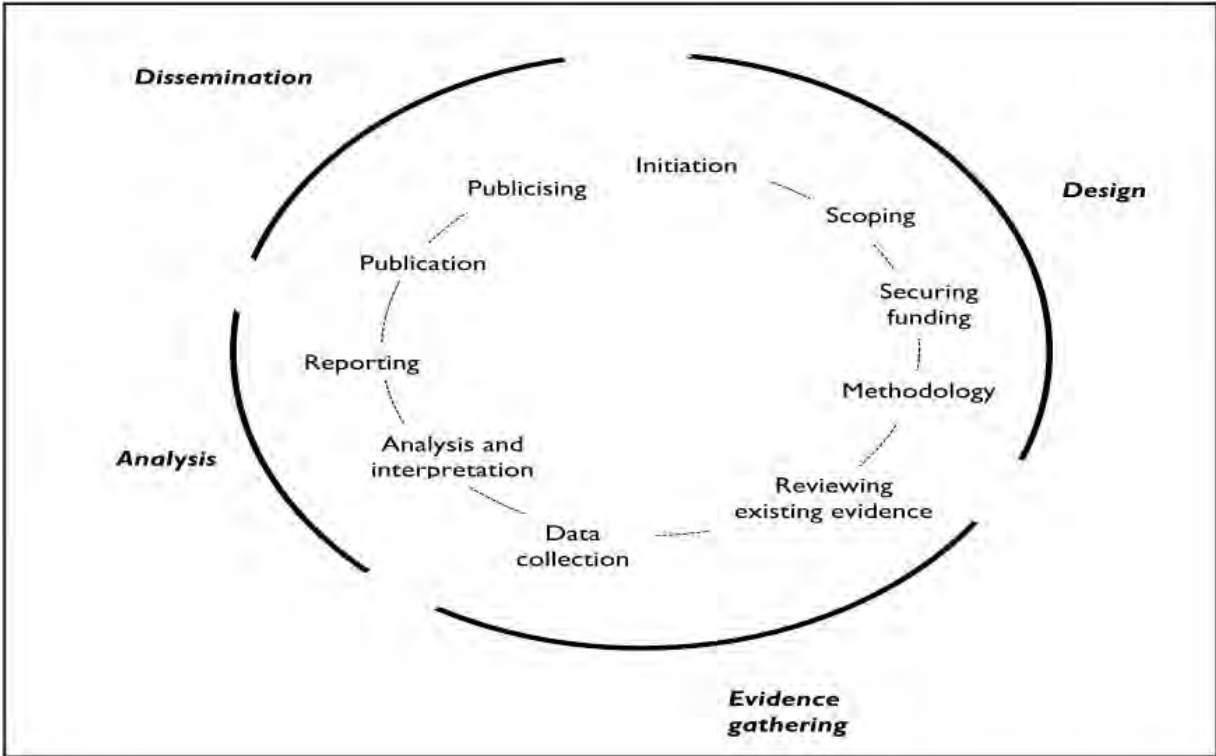 Dissemination
Design
Initiation
Scoping
Securing
funding
Methodology
Reviewing
existing evidence
Data
collection
Analysis and
interpretation
Reporting
Publication
Publicising
Analysis
Evidence
gathering